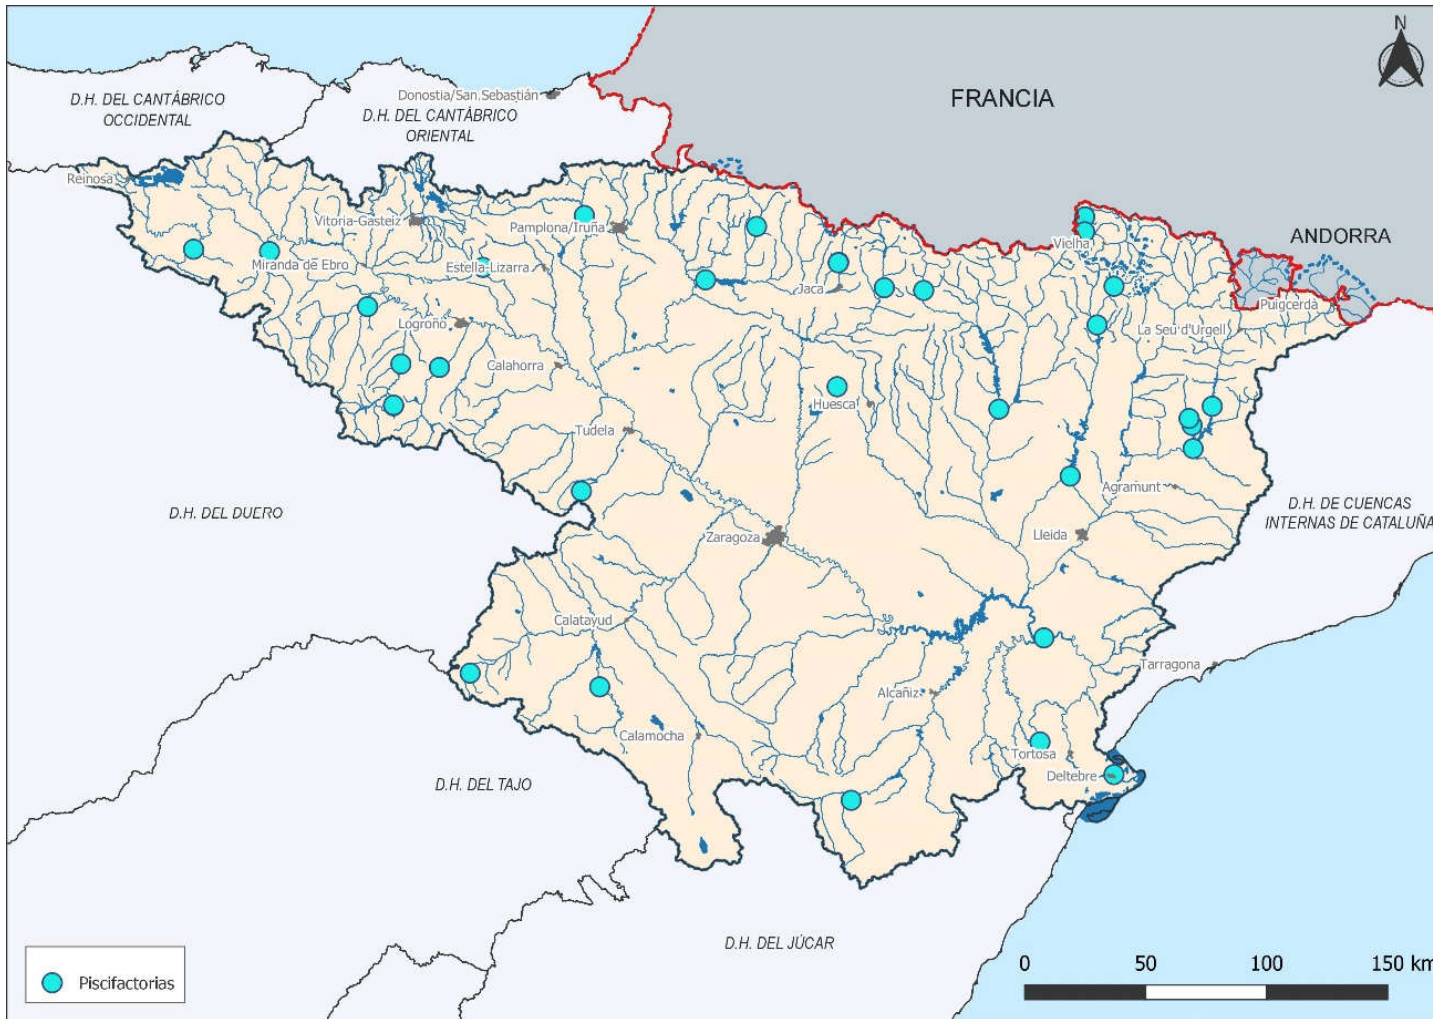 N
D.H. DEL CANTÁBRICO
OCCIDENTAL
Donostia/San Sebastián
D.H. DEL CANTÁBRICO
ORIENTAL
FRANCIA
Reinosa
Vitoria-Gasteiz
Pamplona/Iruña
Vielha
ANDORRA
Miranda de Ebro
Estella-Lizarra
Jaca
Puigcerdà
Logroño
La Seu d'Urgell
Calahorra
Huesca
Tudela
Agramunt
D.H. DEL DUERO
D.H. DE CUENCAS
INTERNAS DE CATALUÑA
Zaragoza
Lleida
Calatayud
Tarragona
Alcañiz
Calamocha
Tortosa
Deltebre
D.H. DEL TAJO
D.H. DEL JÚCAR
Piscifactorias
0 50 100 150 km